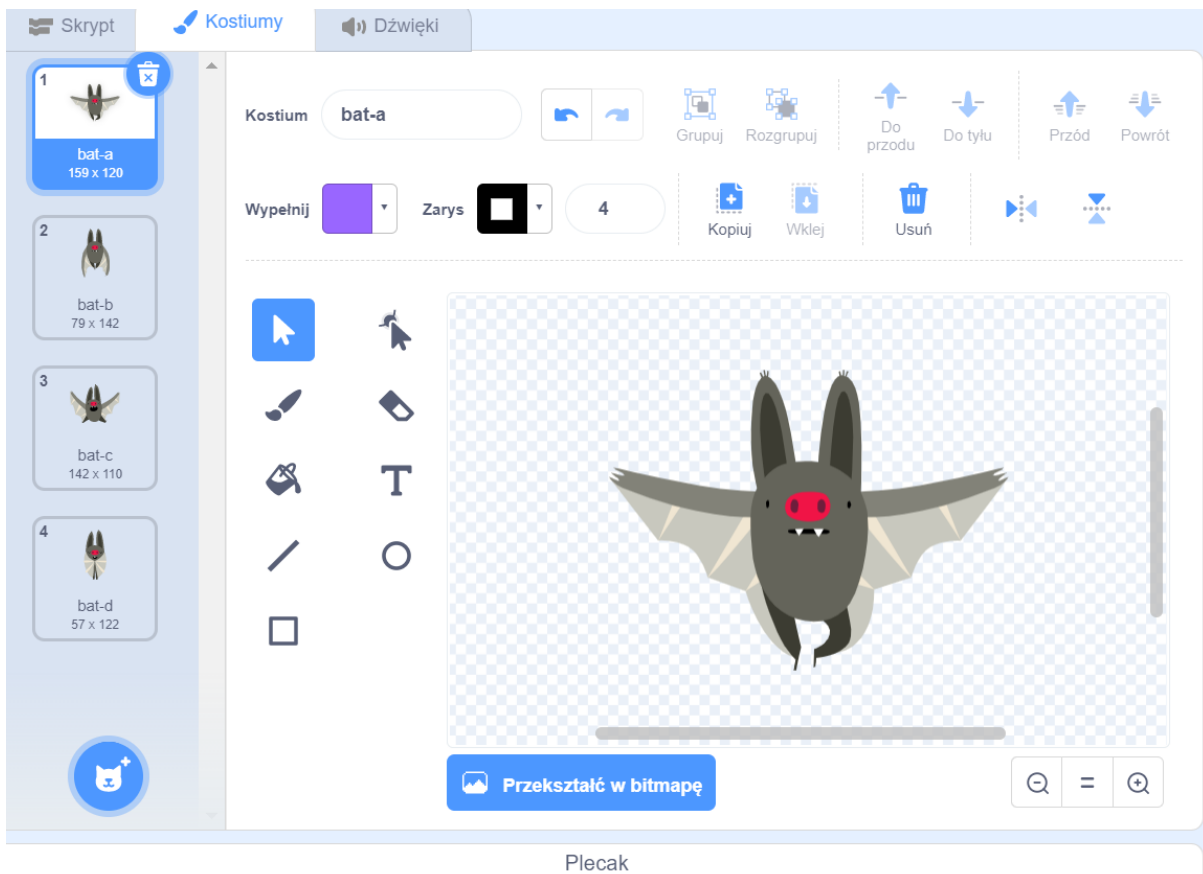 Skrypt
Kostiumy
Dźwięki
1
bat-a
159 x 120
2
bat-b
79 x 142
3
bat-c
142 x 110
4
bat-d
57 x 122
Kostium
bat-a
Grupuj
Rozgrupuj
Do
przodu
Do tyłu
Przód
Powrót
Wypełnij
Zarys
4
Kopiuj
Wklej
Usuń
T
Przekształć w bitmapę
=
Plecak